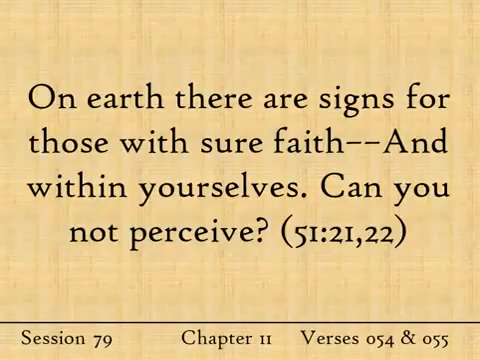 On earth there are signs for
those with sure faith--And
within yourselves. Can you
not perceive? (51:21,22)
Session 79 Chapter 11 Verses 054 & 055